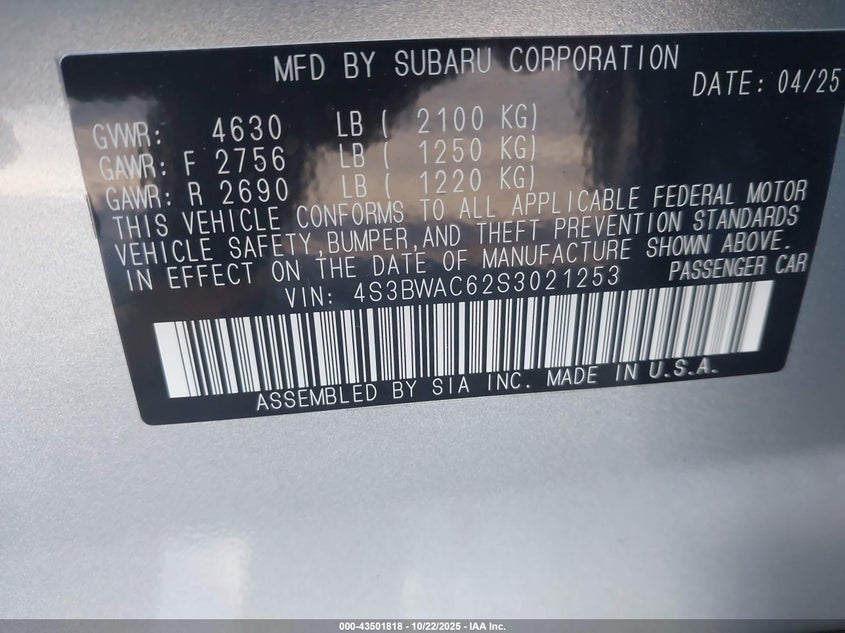 MFD BY SUBARU CORPORATION
DATE: 04/25
GVWR: 4630 LB ( 2100 KG)
GAWR: F 2756 LB ( 1250 KG)
GAWR: R 2690 LB ( 1220 KG)
THIS VEHICLE CONFORMS TO ALL APPLICABLE FEDERAL MOTOR
VEHICLE SAFETY,BUMPER,AND THEFT PREVENTION STANDARDS
IN EFFECT ON THE DATE OF MANUFACTURE SHOWN ABOVE.
VIN: 4S3BWAC62S3021253 PASSENGER CAR
ASSEMBLED BY SIA INC. MADE IN U.S.A.
000-43501818 - 10/22/2025 - IAA Inc.